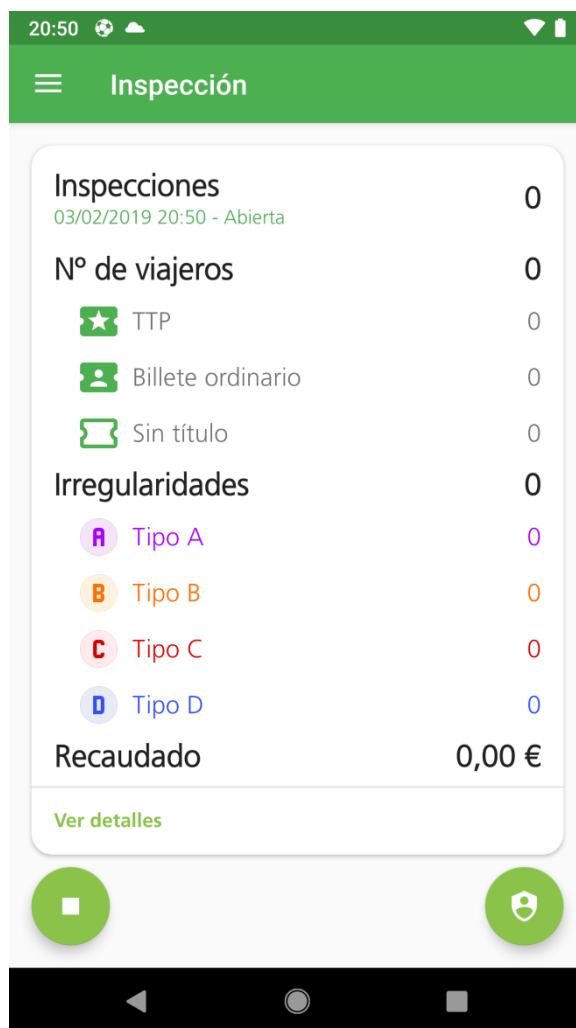 20:50
Inspección
Inspecciones 0
03/02/2019 20:50 - Abierta
Nº de viajeros 0
TTP 0
Billete ordinario 0
Sin título 0
Irregularidades 0
A Tipo A 0
B Tipo B 0
C Tipo C 0
D Tipo D 0
Recaudado 0,00 €
Ver detalles